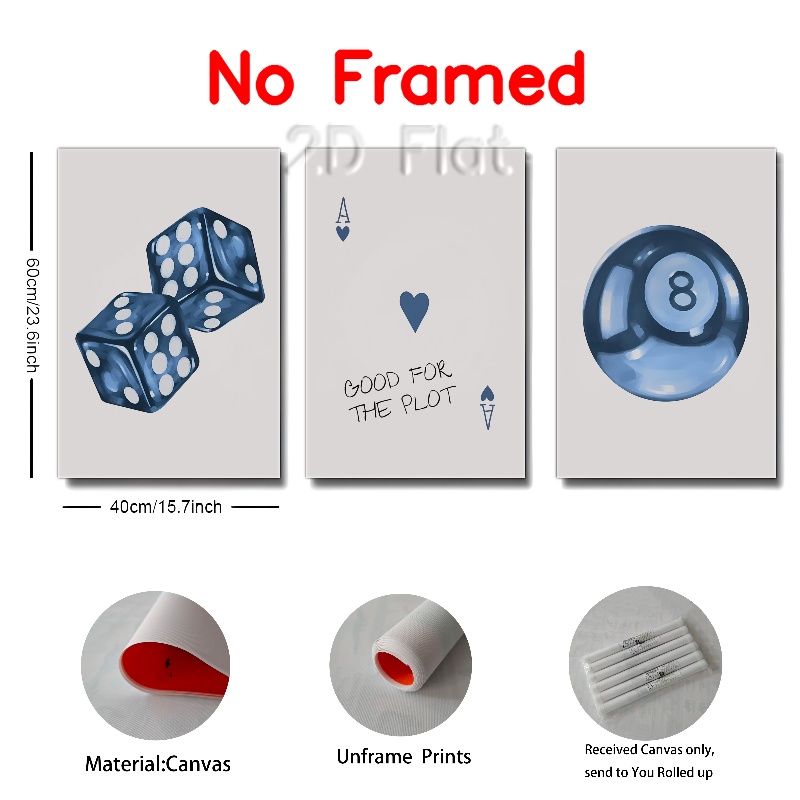 No Framed
2D Flat
60cm/23.6inch
A
GOOD FOR
THE PLOT
A
8
40cm/15.7inch
Material:Canvas
Unframe Prints
Received Canvas only,
send to You Rolled up